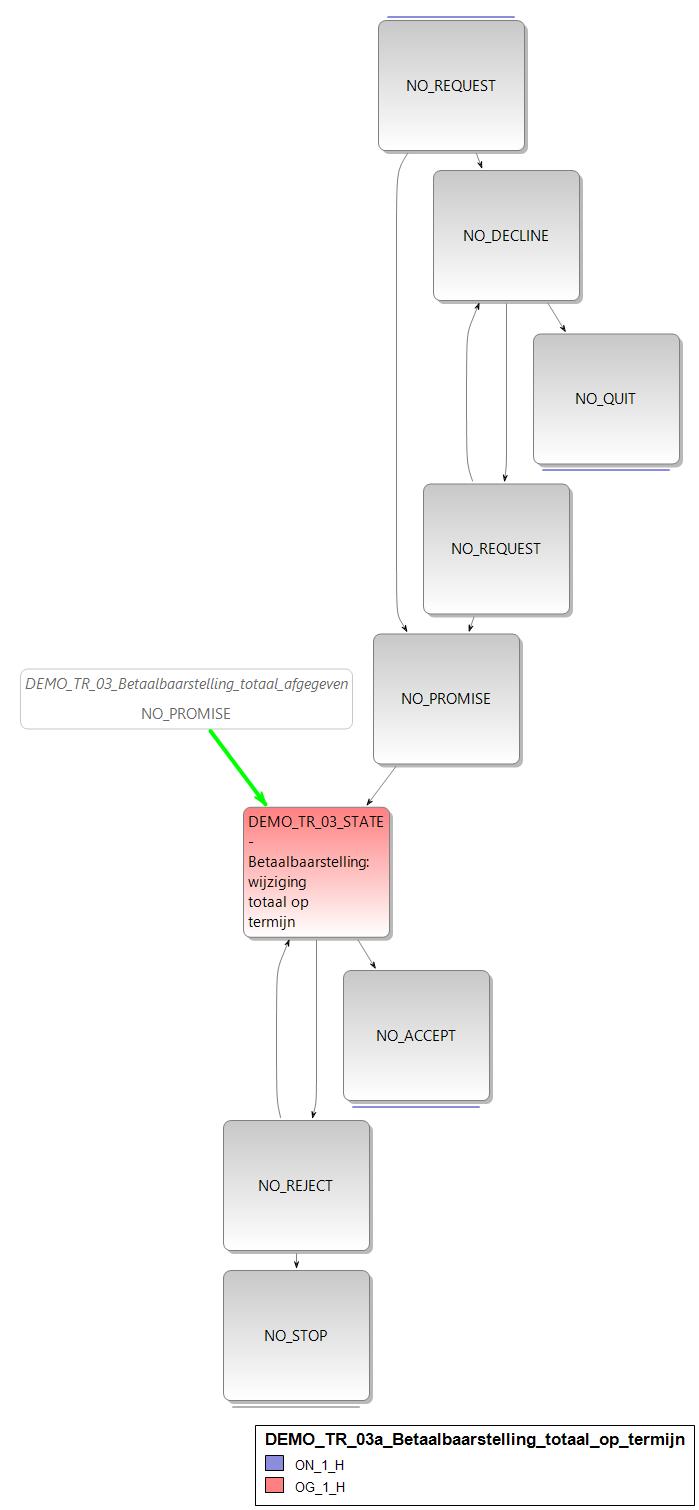 NO_REQUEST
NO_DECLINE
NO_QUIT
NO_REQUEST
NO_PROMISE
DEMO_TR_03_Betaalbaarstelling_totaal_afgegeven
NO_PROMISE
DEMO_TR_03_STATE
-
Betaalbaarstelling:
wijziging
totaal op
termijn
NO_ACCEPT
NO_REJECT
NO_STOP
DEMO_TR_03a_Betaalbaarstelling_totaal_op_termijn
ON_1_H
OG_1_H